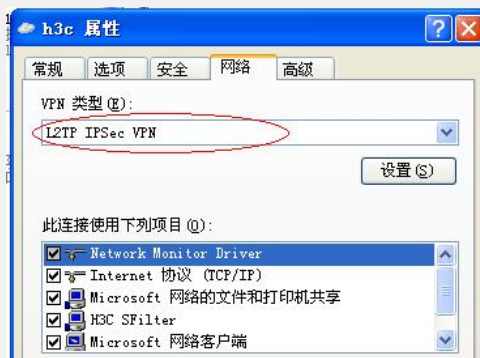 h3c 属性
常规 选项 安全 网络 高级
VPN 类型(E):
L2TP IPSec VPN
设置(S)
此连接使用下列项目(O):
Network Monitor Driver
Internet 协议 (TCP/IP)
Microsoft 网络的文件和打印机共享
H3C SFilter
Microsoft 网络客户端